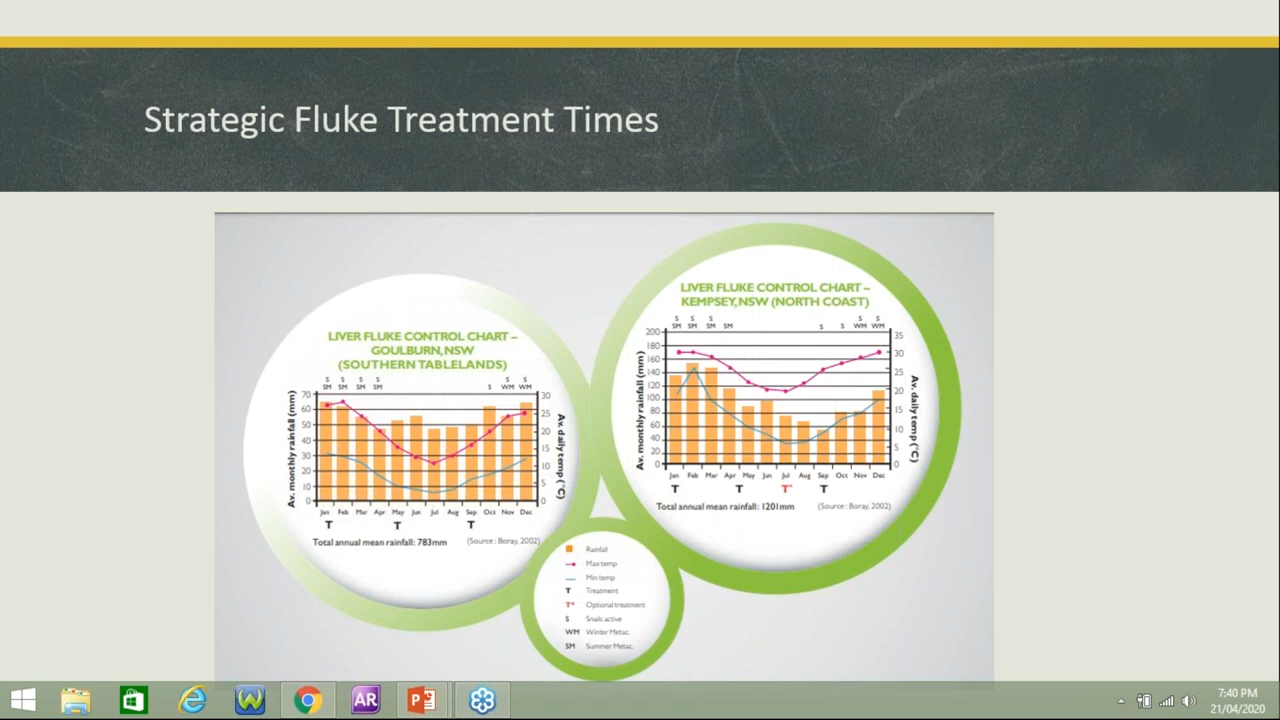 Strategic Fluke Treatment Times
LIVER FLUKE CONTROL CHART –
GOULBURN, NSW
(SOUTHERN TABLELANDS)
S S S S S S
SM SM SM SM S WM WM
Av. monthly rainfall (mm)
70
60
50
40
30
20
10
0
30
25
20
15
10
5
0
Av. daily temp (°C)
Jan Feb Mar Apr May Jun Jul Aug Sep Oct Nov Dec
T T T
Total annual mean rainfall: 783mm
(Source : Boray, 2002)
LIVER FLUKE CONTROL CHART –
KEMPSEY, NSW (NORTH COAST)
S S S S S
SM SM SM SM S S WM WM
Av. monthly rainfall (mm)
200
180
160
140
120
100
80
60
40
20
0
35
30
25
20
15
10
5
0
Av. daily temp (°C)
Jan Feb Mar Apr May Jun Jul Aug Sep Oct Nov Dec
T T T* T
Total annual mean rainfall: 1201mm
(Source : Boray, 2002)
Rainfall
Max temp
Min temp
T Treatment
T* Optional treatment
S Snails active
WM Winter Metac.
SM Summer Metac.
AR
7:40 PM
21/04/2020